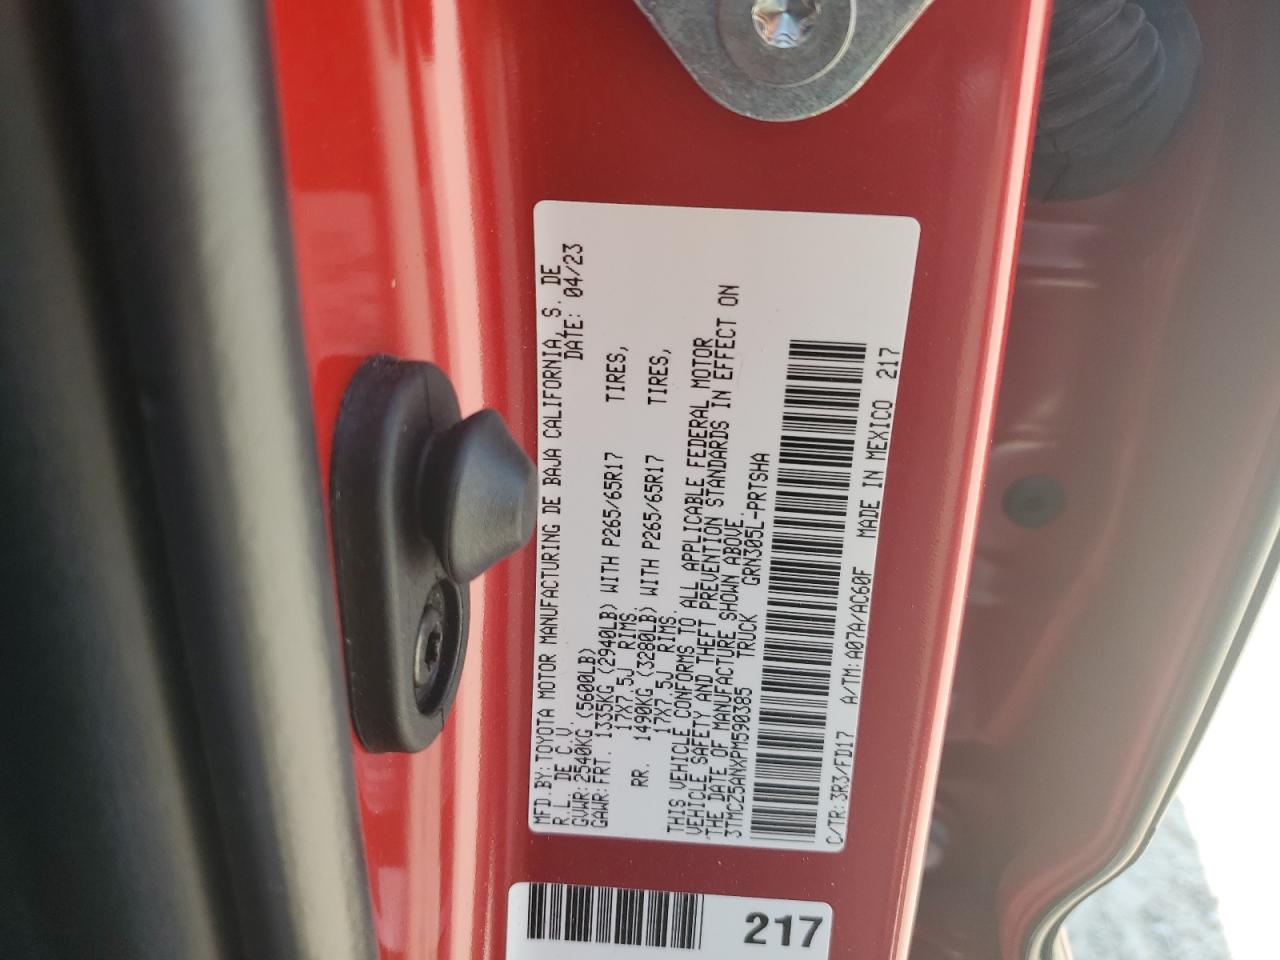 MFD.BY:TOYOTA MOTOR MANUFACTURING DE BAJA CALIFORNIA, S. DE
R.L. DE C.V. DATE: 04/23
GVWR:2540KG (5600LB)
GAWR:FRT. 1335KG (2940LB) WITH P265/65R17 TIRES,
17X7.5J RIMS.
RR. 1490KG (3280LB) WITH P265/65R17 TIRES,
17X7.5J RIMS.
THIS VEHICLE CONFORMS TO ALL APPLICABLE FEDERAL MOTOR
VEHICLE SAFETY AND THEFT PREVENTION STANDARDS IN EFFECT ON
THE DATE OF MANUFACTURE SHOWN ABOVE.
3TMCZ5ANXPM590385 TRUCK GRN305L-PRTSHA
C/TR:3R3/FD17 A/TM:A07A/AC60F MADE IN MEXICO 217
217